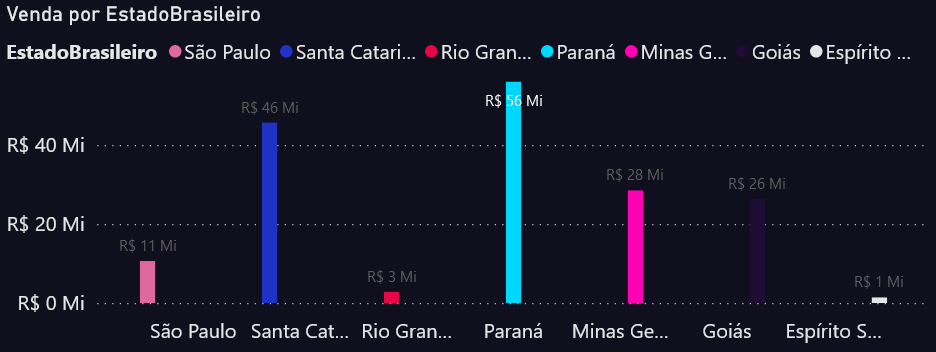 Venda por EstadoBrasileiro
EstadoBrasileiro São Paulo Santa Catari... Rio Gran... Paraná Minas G... Goiás Espírito ...
R$ 56 Mi
R$ 46 Mi
R$ 40 Mi
R$ 28 Mi
R$ 26 Mi
R$ 20 Mi
R$ 11 Mi
R$ 3 Mi
R$ 1 Mi
R$ 0 Mi
São Paulo Santa Cat... Rio Gran... Paraná Minas Ge... Goiás Espírito S...